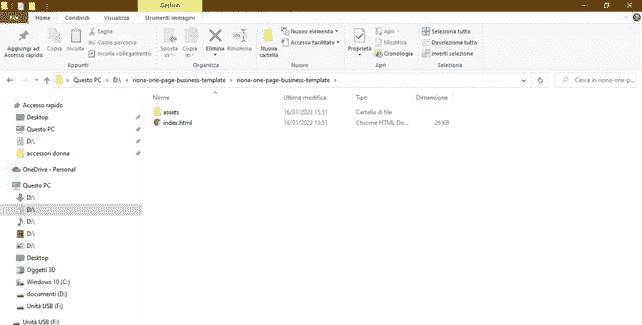 Gestisci
File Home Condividi Visualizza Strumenti immagini
Aggiungi ad Accesso rapido
Copia
Incolla
Taglia
Copia percorso
Incolla collegamento
Appunti
Sposta us
Copia in
Elimina
Rinomina
Organizza
Nuova cartella
Nuovo elemento
Accesso facilitato
Nuovo
Proprietà
Apri
Modifica
Cronologia
Apri
Seleziona tutto
Deseleziona tutto
Inverti selezione
Seleziona
Questo PC D:\ riona-one-page-business-template riona-one-page-business-template
Cerca in riona-one-p...
Nome Ultima modifica Tipo Dimensione
assets 16/01/2022 15:51 Cartella di file
index.html 16/01/2022 15:51 Chrome HTML Do... 26 KB
Accesso rapido
Desktop
Questo PC
D:\
accessori donna
OneDrive - Personal
Questo PC
D:\
D:\
D:\
D:\
D:\
Desktop
Oggetti 3D
Windows 10 (C:)
documenti (D:)
Unità USB (F:)
Unità USB (F:)